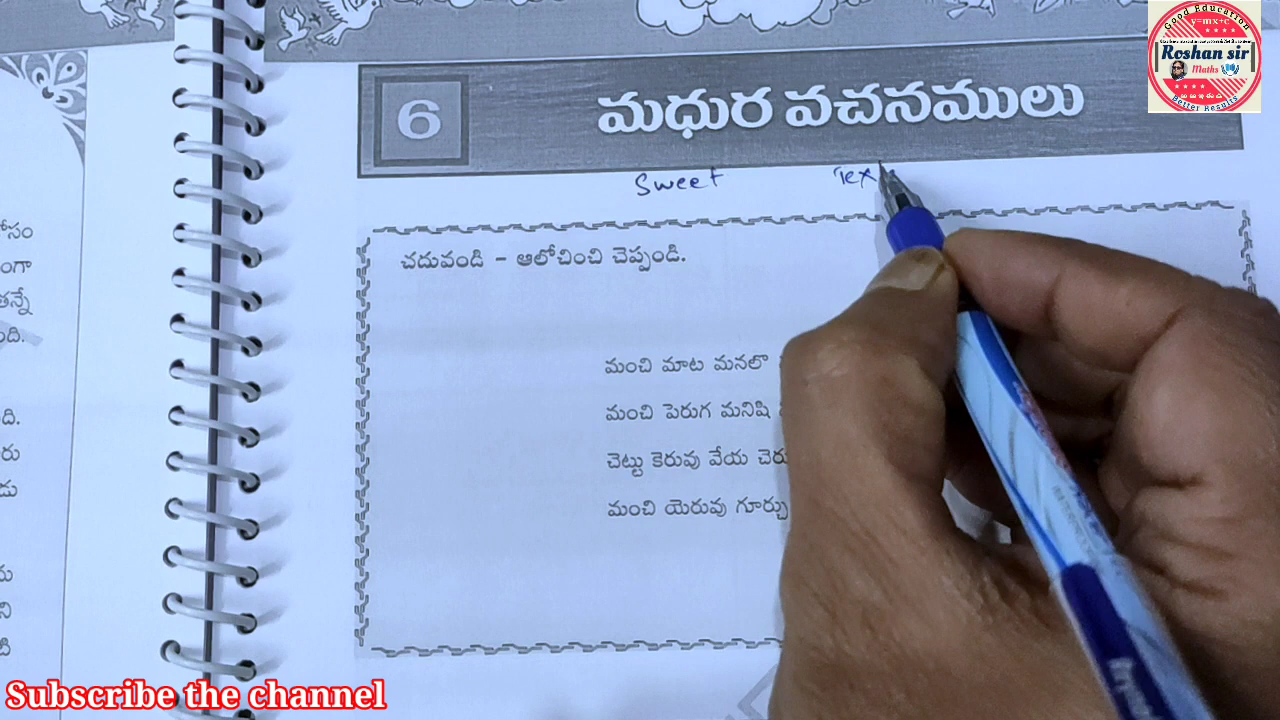 Good Education
y=mx+c
Roshan sir
Maths
Better Results
6
మధుర వచనములు
Sweet Tex
చదువండి - ఆలోచించి చెప్పండి.
మంచి మాట మనలొ
మంచి పెరుగ మనిషి
చెట్టు కెరువు వేయ
మంచి యెరువు గూర్చు
Subscribe the channel